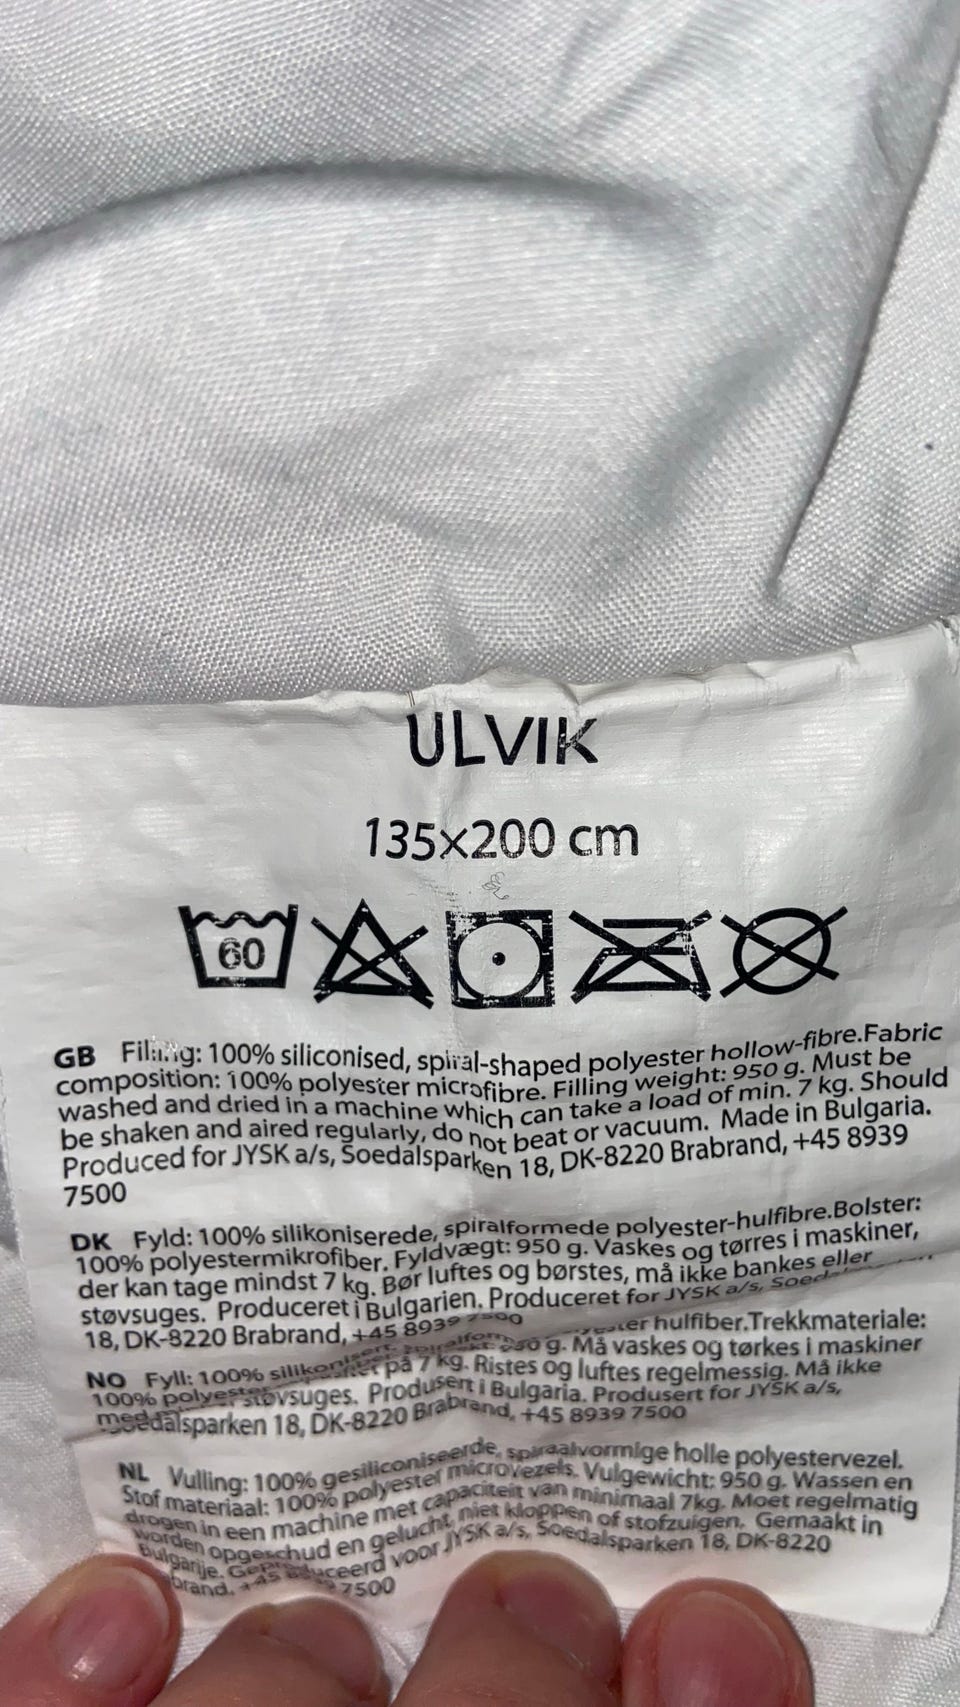 ULVIK
135x200 cm
60
GB Filling: 100% siliconised, spiral-shaped polyester hollow-fibre.Fabric
composition: 100% polyester microfibre. Filling weight: 950 g. Must be
washed and dried in a machine which can take a load of min. 7 kg. Should
be shaken and aired regularly, do not beat or vacuum. Made in Bulgaria.
Produced for JYSK a/s, Soedalsparken 18, DK-8220 Brabrand, +45 8939
7500
DK Fyld: 100% silikoniserede, spiralformede polyester-hulfibre.Bolster:
100% polyestermikrofiber. Fyldvægt: 950 g. Vaskes og tørres i maskiner,
der kan tage mindst 7 kg. Bør luftes og børstes, må ikke bankes eller
støvsuges. Produceret i Bulgarien. Produceret for JYSK a/s,
18, DK-8220 Brabrand, +45 8939 7500
NO Fyll: 100% hulfiber.Trekkmateriale:
100% g. Må vaskes og tørkes i maskiner
på 7 kg. Ristes og luftes regelmessig. Må ikke
støvsuges. Produsert i Bulgaria. Produsert for JYSK a/s,
18, DK-8220 Brabrand, +45 8939 7500
NL Vulling: 100% gesiliconiseerde, spiraalvormige holle polyestervezel.
Stof materiaal: 100% polyester microvezels. Vulgewicht: 950 g. Wassen en
drogen in een machine met capaciteit van minimaal 7kg. Moet regelmatig
worden opgeschud en gelucht, niet kloppen of stofzuigen. Gemaakt in
Bulgarije. voor JYSK a/s, Soedalsparken 18, DK-8220
7500